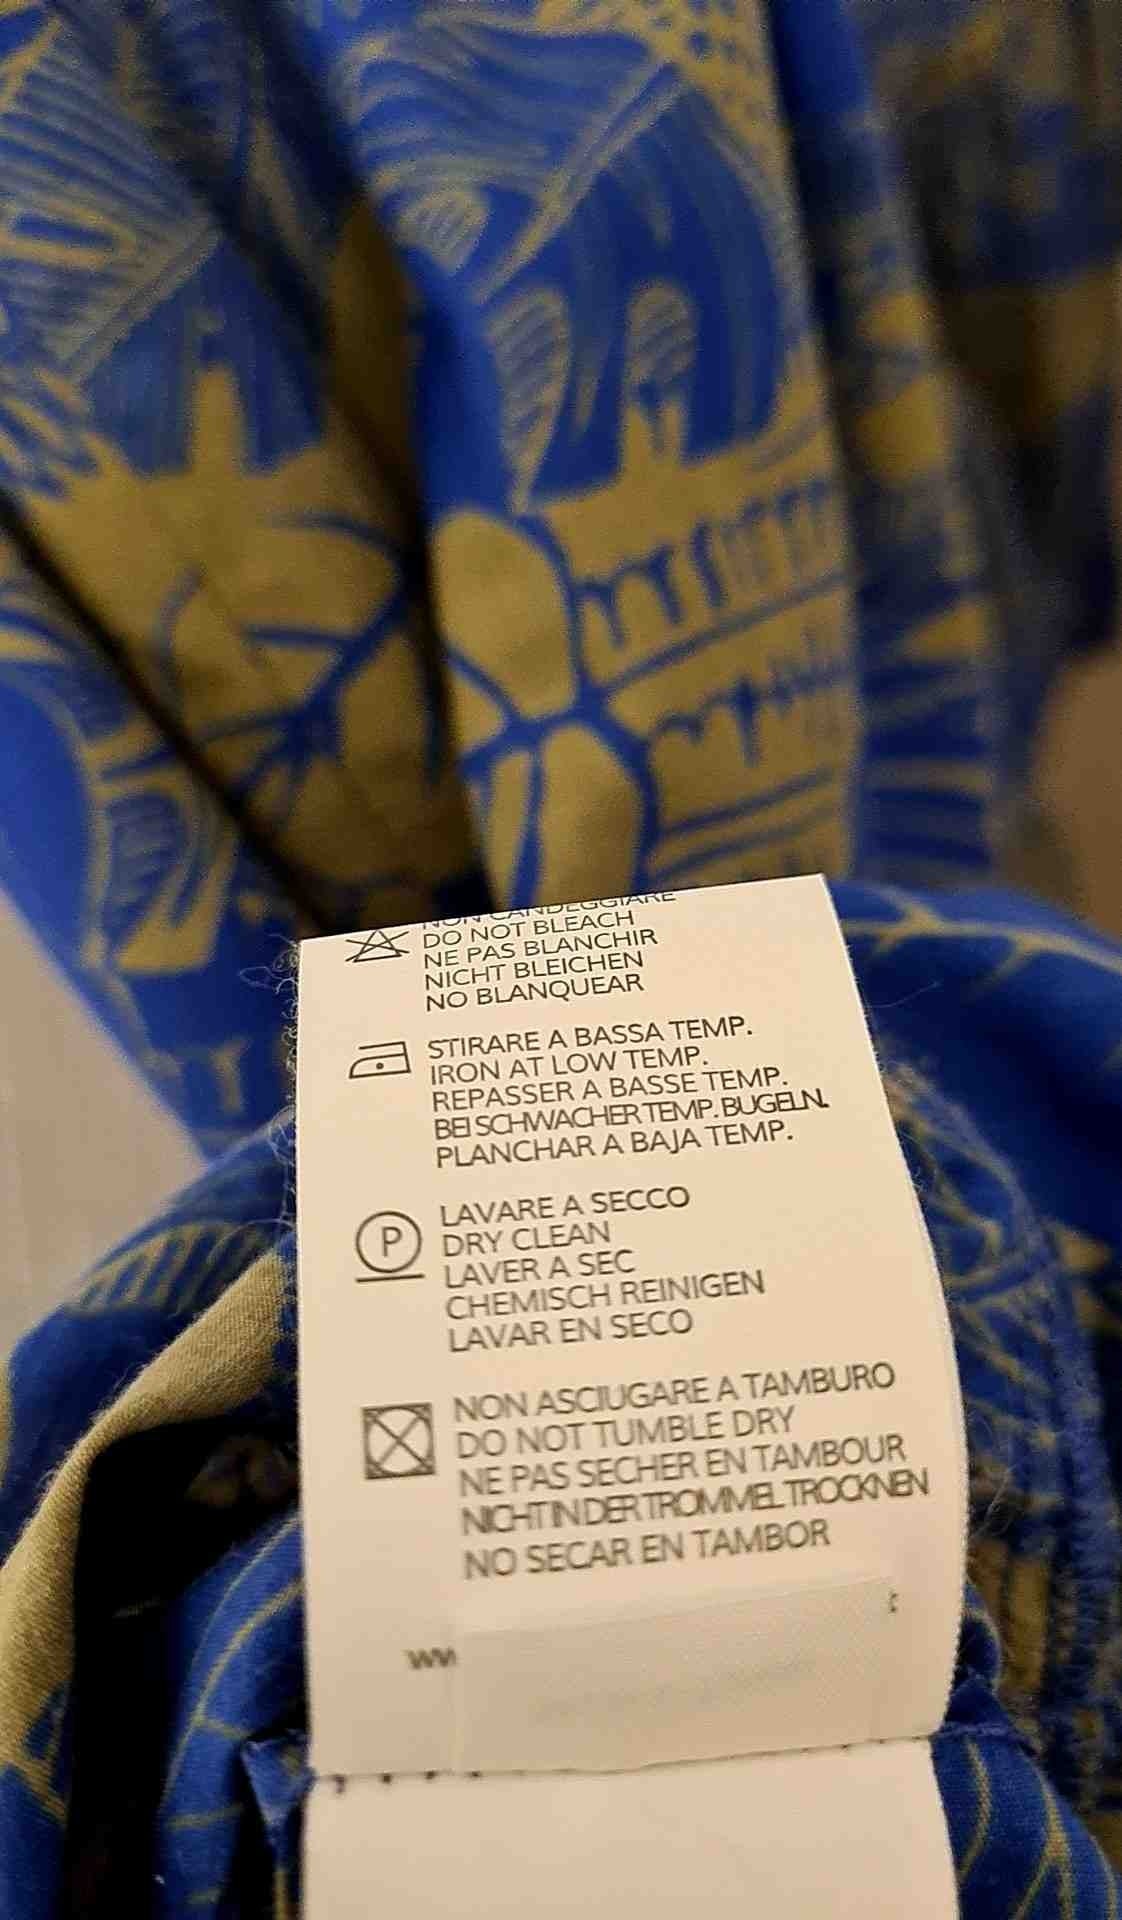 NON CANDEGGIARE
DO NOT BLEACH
NE PAS BLANCHIR
NICHT BLEICHEN
NO BLANQUEAR
STIRARE A BASSA TEMP.
IRON AT LOW TEMP.
REPASSER A BASSE TEMP.
BEI SCHWACHER TEMP. BUGELN.
PLANCHAR A BAJA TEMP.
P
LAVARE A SECCO
DRY CLEAN
LAVER A SEC
CHEMISCH REINIGEN
LAVAR EN SECO
NON ASCIUGARE A TAMBURO
DO NOT TUMBLE DRY
NE PAS SECHER EN TAMBOUR
NICHT IN DER TROMMEL TROCKNEN
NO SECAR EN TAMBOR